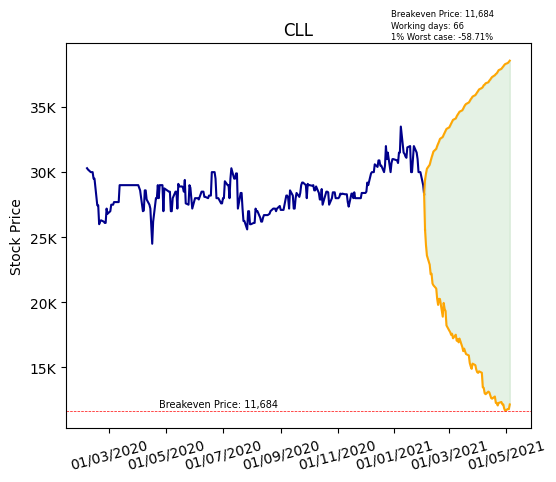 Breakeven Price: 11,684
Working days: 66
1% Worst case: -58.71%
CLL
Stock Price
35K
30K
25K
20K
15K
Breakeven Price: 11,684
01/03/2020
01/05/2020
01/07/2020
01/09/2020
01/11/2020
01/01/2021
01/03/2021
01/05/2021